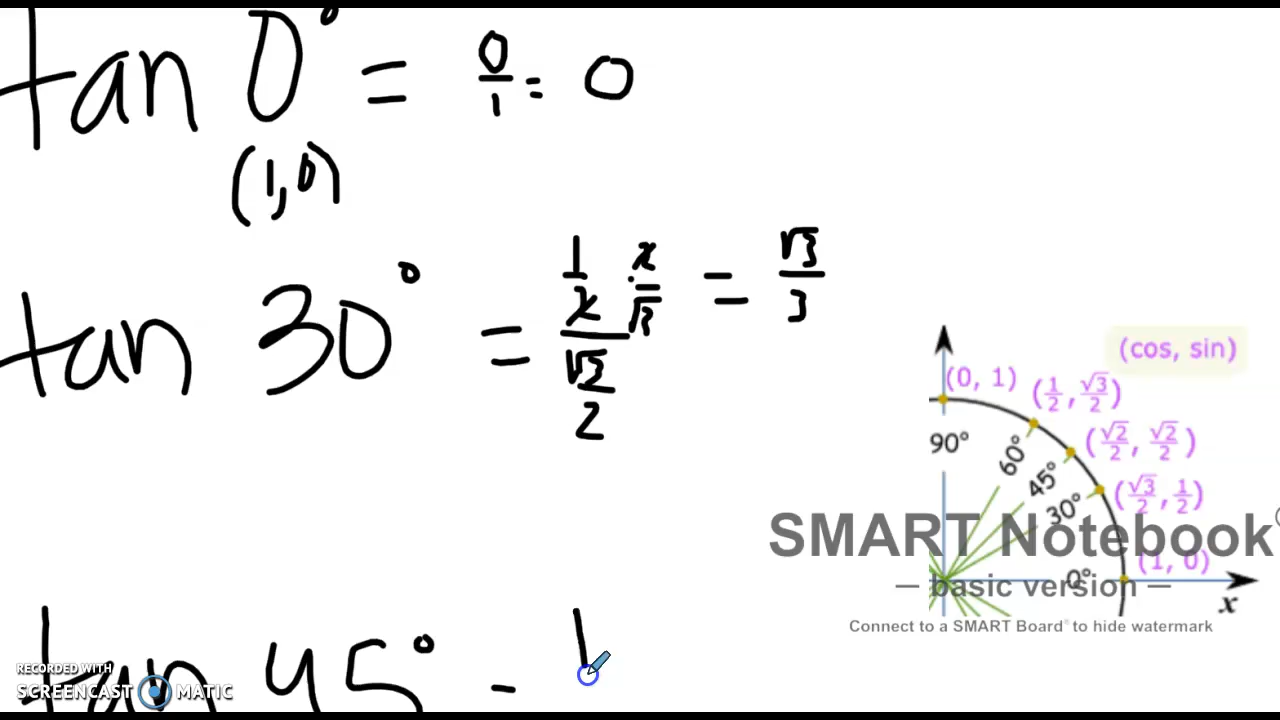 tan 0° = 0/1 = 0
(1,0)
tan 30° = (1/2)/(√3/2) · 2/√3 = √3/3
(cos, sin)
(0, 1)
(1/2, √3/2)
90°
60°
(√2/2, √2/2)
45°
(√3/2, 1/2)
30°
SMART Notebook®
(1, 0)
0°
— basic version —
x
Connect to a SMART Board® to hide watermark
tan 45° -
RECORDED WITH
SCREENCAST MATIC